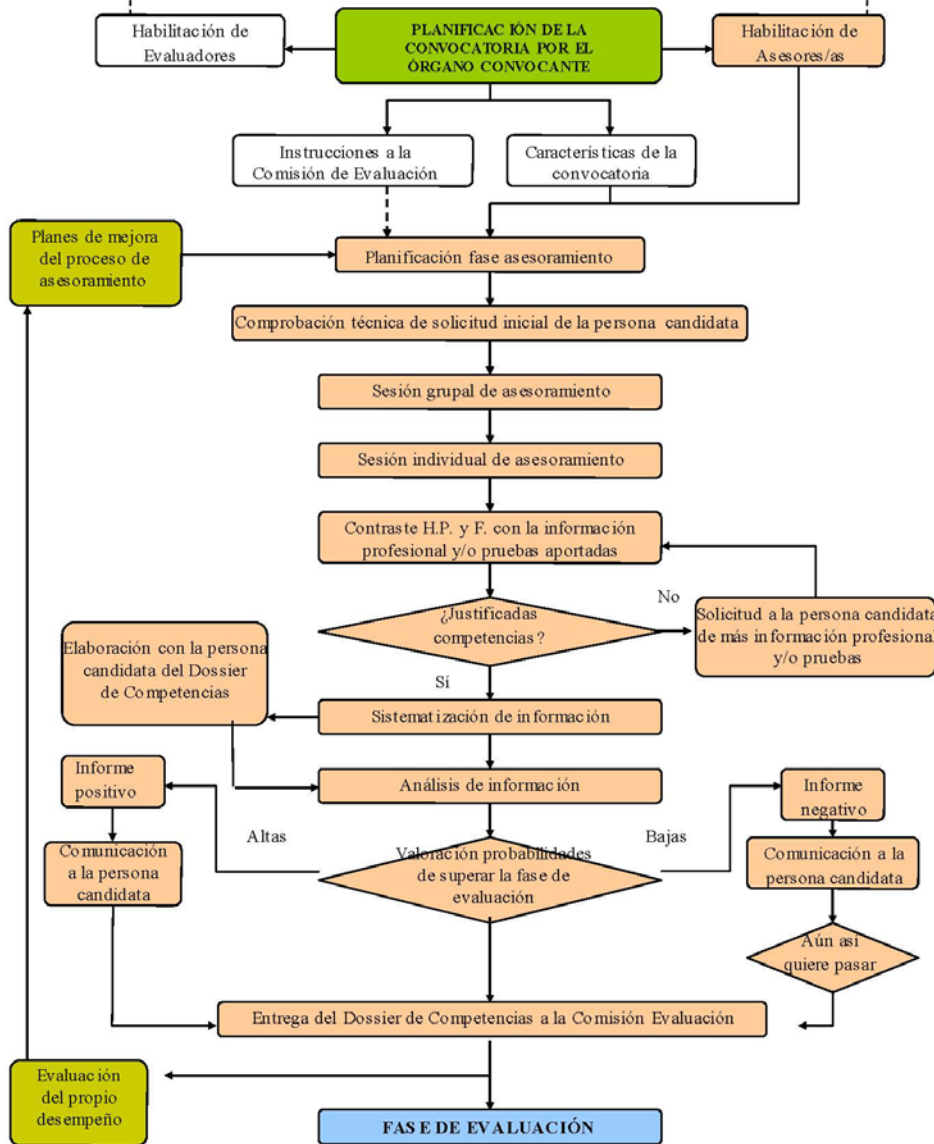 Habilitación de
Evaluadores
PLANIFICACIÓN DE LA
CONVOCATORIA POR EL
ÓRGANO CONVOCANTE
Habilitación de
Asesores/as
Instrucciones a la
Comisión de Evaluación
Características de la
convocatoria
Planes de mejora
del proceso de
asesoramiento
Planificación fase asesoramiento
Comprobación técnica de solicitud inicial de la persona candidata
Sesión grupal de asesoramiento
Sesión individual de asesoramiento
Contraste H.P. y F. con la información
profesional y/o pruebas aportadas
¿Justificadas
competencias?
No
Solicitud a la persona candidata
de más información profesional
y/o pruebas
Elaboración con la persona
candidata del Dossier
de Competencias
Sí
Sistematización de información
Análisis de información
Informe
positivo
Altas
Bajas
Informe
negativo
Comunicación
a la persona
candidata
Valoración probabilidades
de superar la fase de
evaluación
Comunicación a la
persona candidata
Aún así
quiere pasar
Entrega del Dossier de Competencias a la Comisión Evaluación
Evaluación
del propio
desempeño
FASE DE EVALUACIÓN